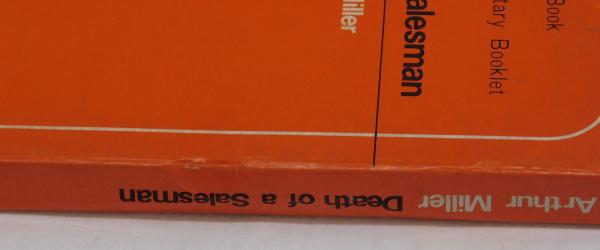 Book
tary Booklet
alesman
iller
Arthur Miller Death of a Salesman